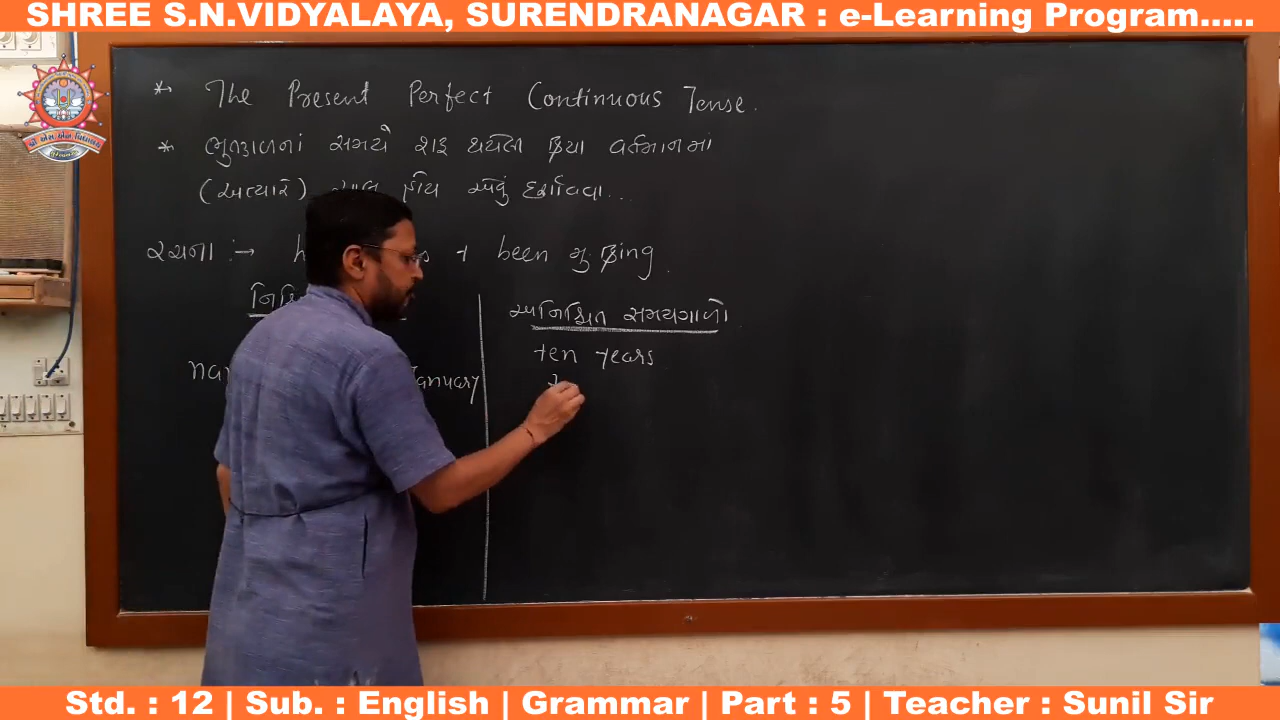 SHREE S.N.VIDYALAYA, SURENDRANAGAR : e-Learning Program.....
* The Present Perfect Continuous Tense.
* ભુતકાળનાં સમયે શરૂ થયેલી ક્રિયા વર્તમાનમાં
(અત્યારે) ચાલુ હોય એવું દર્શાવવા...
રચના :→ + been મુ.ક્રિing.
અનિશ્ચિત સમયગાળો
ten years
January
Std. : 12 | Sub. : English | Grammar | Part : 5 | Teacher : Sunil Sir